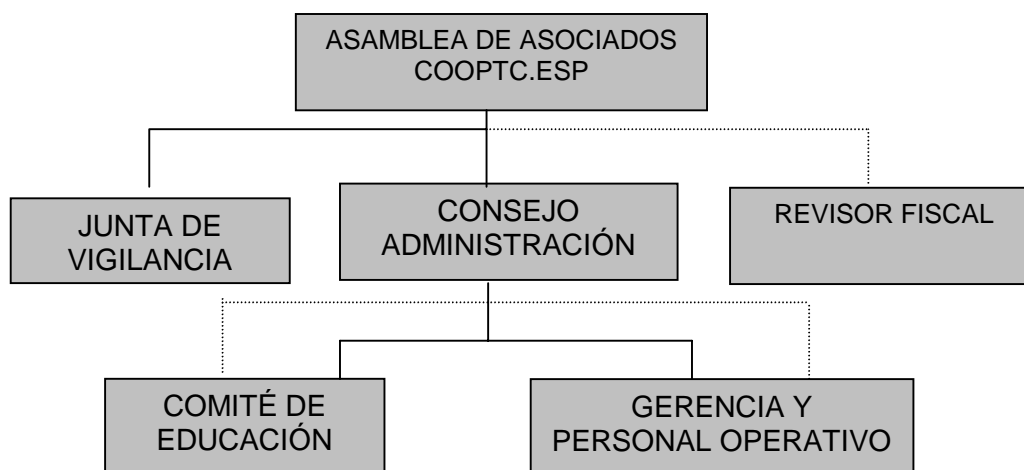 ASAMBLEA DE ASOCIADOS
COOPTC.ESP
JUNTA DE
VIGILANCIA
CONSEJO
ADMINISTRACIÓN
REVISOR FISCAL
COMITÉ DE
EDUCACIÓN
GERENCIA Y
PERSONAL OPERATIVO